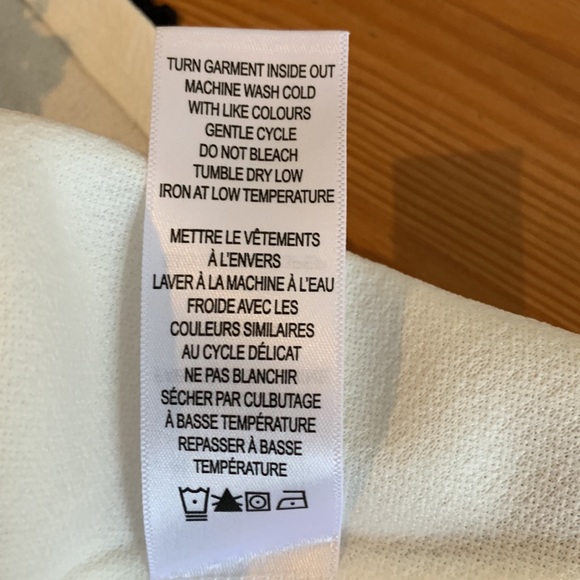 TURN GARMENT INSIDE OUT
MACHINE WASH COLD
WITH LIKE COLOURS
GENTLE CYCLE
DO NOT BLEACH
TUMBLE DRY LOW
IRON AT LOW TEMPERATURE
METTRE LE VÊTEMENTS
À L'ENVERS
LAVER À LA MACHINE À L'EAU
FROIDE AVEC LES
COULEURS SIMILAIRES
AU CYCLE DÉLICAT
NE PAS BLANCHIR
SÉCHER PAR CULBUTAGE
À BASSE TEMPÉRATURE
REPASSER À BASSE
TEMPÉRATURE